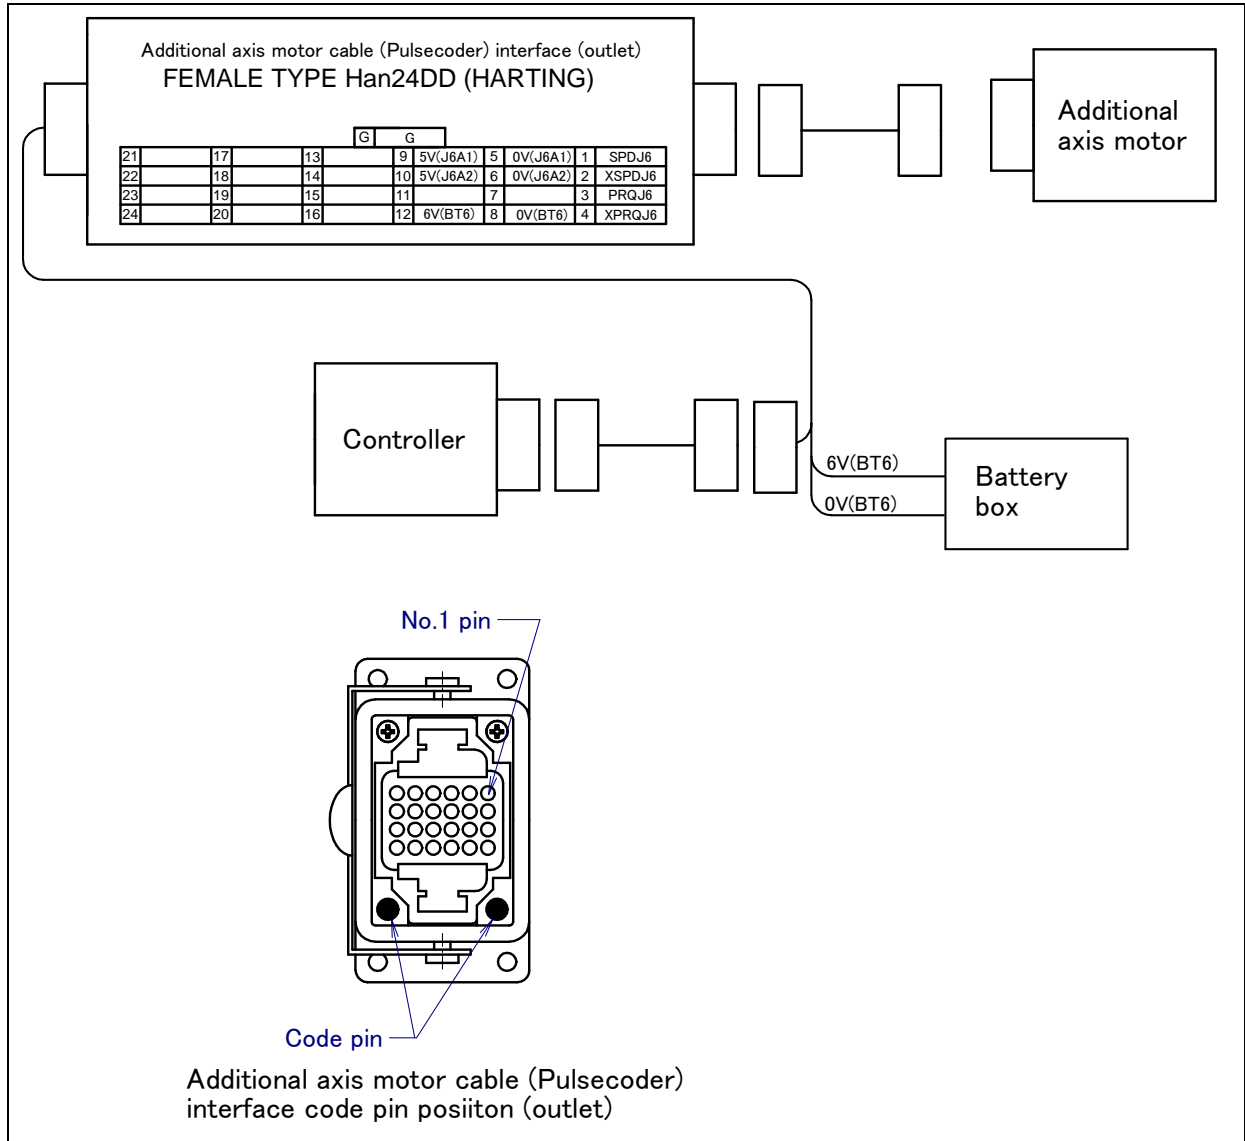 Additional axis motor cable (Pulsecoder) interface (outlet)
FEMALE TYPE Han24DD (HARTING)
G G
21 17 13 9 5V(J6A1) 5 0V(J6A1) 1 SPDJ6
22 18 14 10 5V(J6A2) 6 0V(J6A2) 2 XSPDJ6
23 19 15 11 7 3 PRQJ6
24 20 16 12 6V(BT6) 8 0V(BT6) 4 XPRQJ6
Additional
axis motor
Controller
6V(BT6)
0V(BT6)
Battery
box
No.1 pin
Code pin
Additional axis motor cable (Pulsecoder)
interface code pin posiiton (outlet)